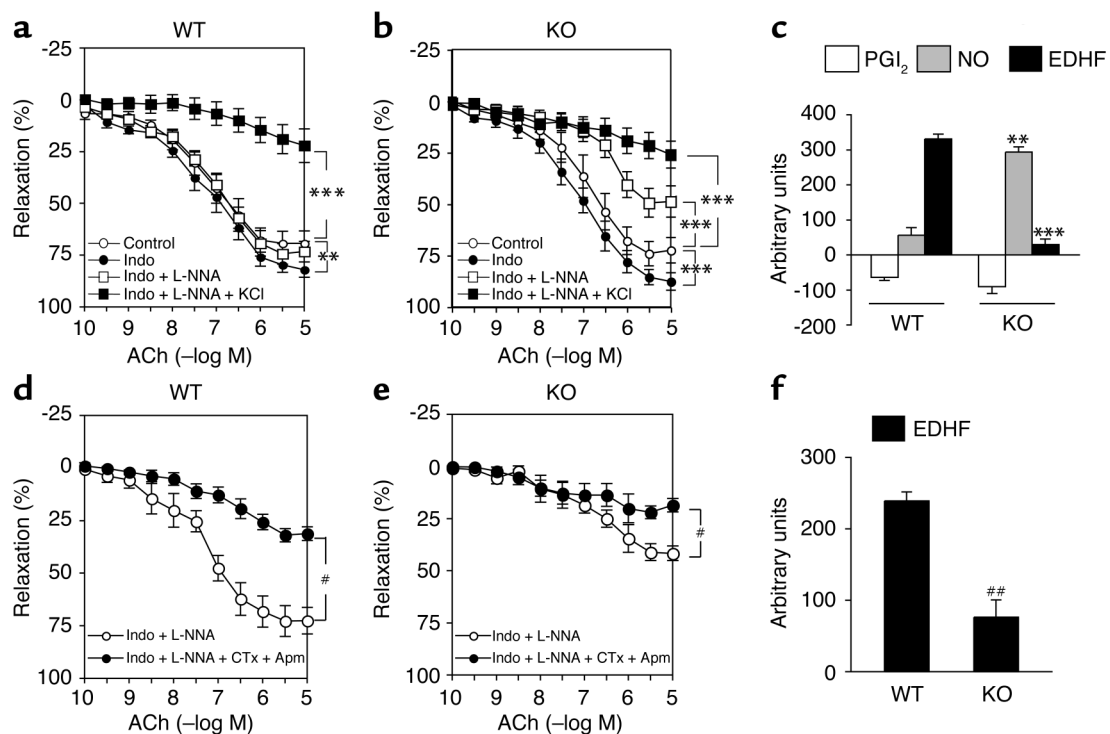 a
WT
-25
0
25
50
75
100
Relaxation (%)
***
**
Control
Indo
Indo + L-NNA
Indo + L-NNA + KCl
10 9 8 7 6 5
ACh (–log M)
b
KO
-25
0
25
50
75
100
Relaxation (%)
***
***
***
Control
Indo
Indo + L-NNA
Indo + L-NNA + KCl
10 9 8 7 6 5
ACh (–log M)
c
PGI2 NO EDHF
400
300
200
100
0
-100
-200
Arbitrary units
**
***
WT KO
d
WT
-25
0
25
50
75
100
Relaxation (%)
#
Indo + L-NNA
Indo + L-NNA + CTx + Apm
10 9 8 7 6 5
ACh (–log M)
e
KO
-25
0
25
50
75
100
Relaxation (%)
#
Indo + L-NNA
Indo + L-NNA + CTx + Apm
10 9 8 7 6 5
ACh (–log M)
f
EDHF
300
200
100
0
Arbitrary units
##
WT KO